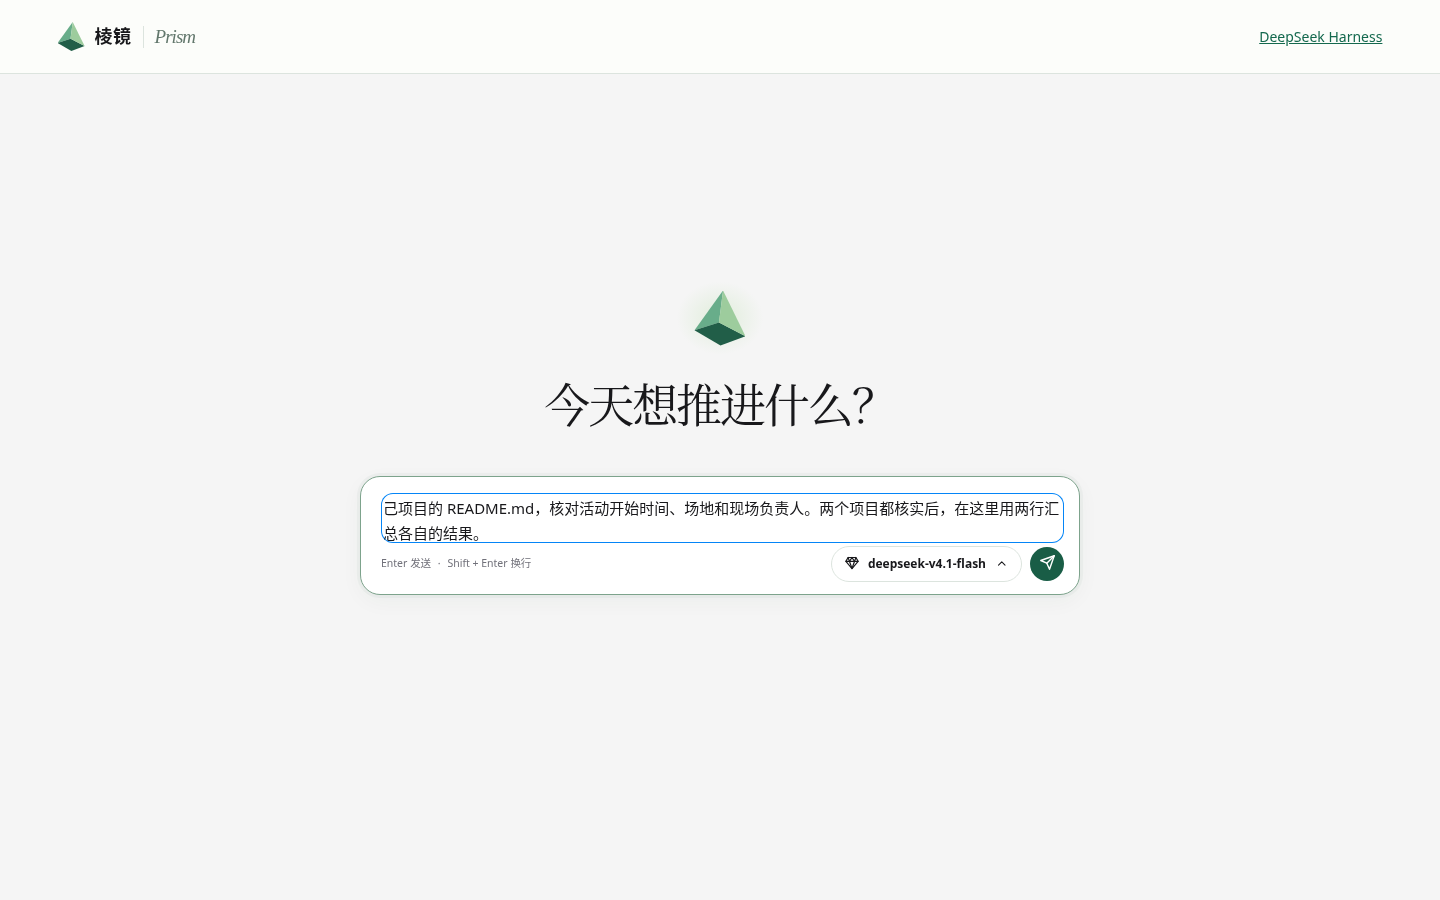 棱镜 Prism DeepSeek Harness
今天想推进什么？
己项目的 README.md，核对活动开始时间、场地和现场负责人。两个项目都核实后，在这里用两行汇
总各自的结果。
Enter 发送 · Shift + Enter 换行 deepseek-v4.1-flash